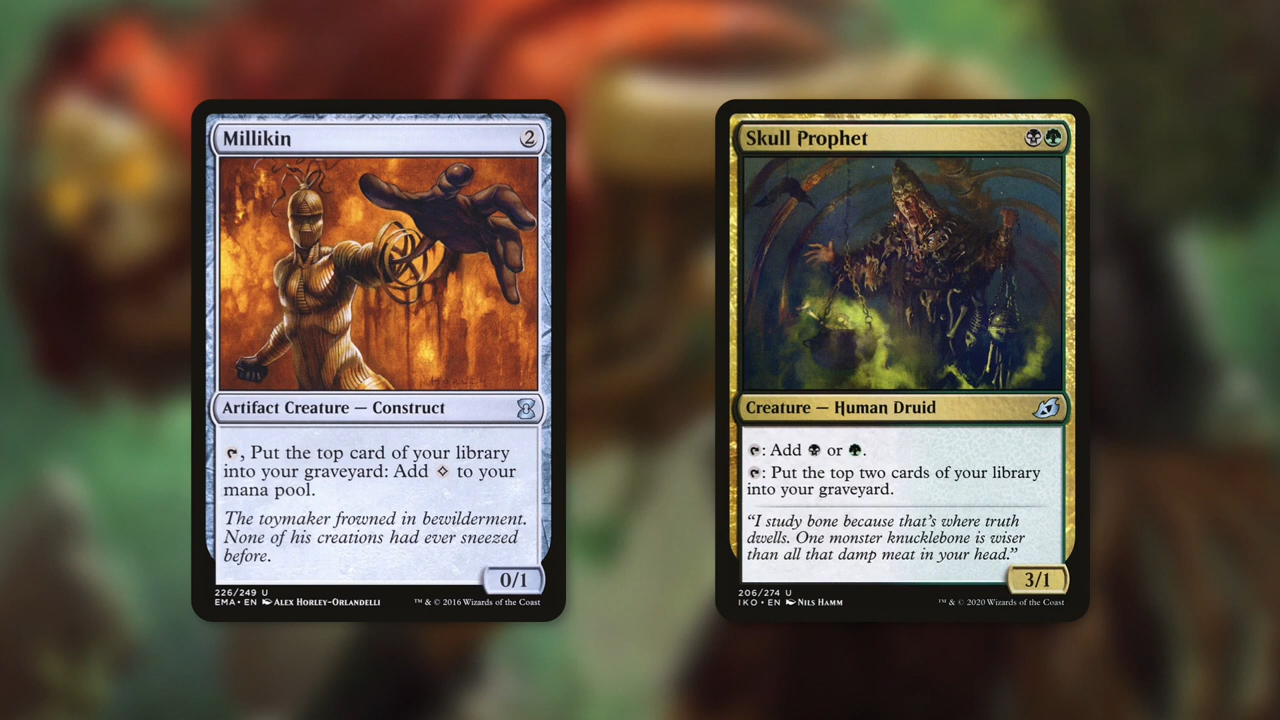 Millikin 2
Artifact Creature — Construct
, Put the top card of your library
into your graveyard: Add to your
mana pool.
The toymaker frowned in bewilderment.
None of his creations had ever sneezed
before.
0/1
226/249 U
EMA • EN Alex Horley-Orlandelli ™ & © 2016 Wizards of the Coast
Skull Prophet
Creature — Human Druid
: Add or .
: Put the top two cards of your library
into your graveyard.
“I study bone because that’s where truth
dwells. One monster knucklebone is wiser
than all that damp meat in your head.”
3/1
206/274 U
IKO • EN Nils Hamm ™ & © 2020 Wizards of the Coast